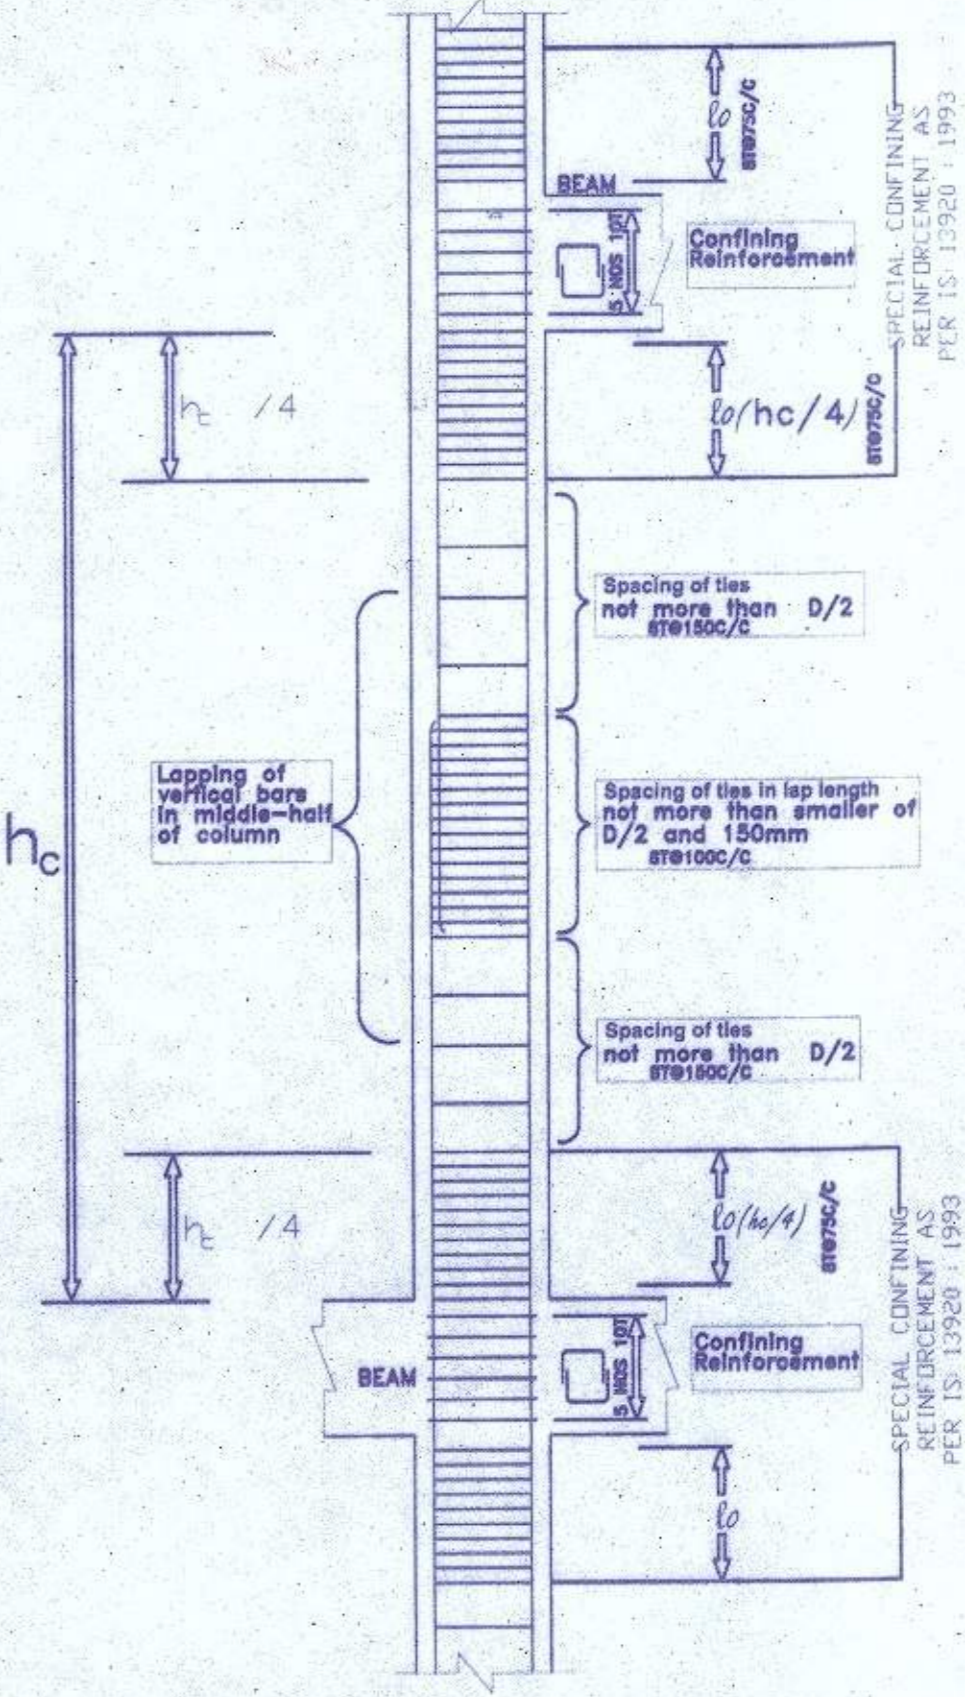 lo
8T@75C/C
BEAM
5 NOS 10T
Confining
Reinforcement
SPECIAL CONFINING
REINFORCEMENT AS
PER IS: 13920 : 1993
hc /4
lo(hc/4)
8T@75C/C
Spacing of ties
not more than D/2
8T@150C/C
Lapping of
vertical bars
in middle-half
of column
hc
Spacing of ties in lap length
not more than smaller of
D/2 and 150mm
8T@100C/C
Spacing of ties
not more than D/2
8T@150C/C
hc /4
lo(hc/4)
8T@75C/C
BEAM
5 NOS 10T
Confining
Reinforcement
SPECIAL CONFINING
REINFORCEMENT AS
PER IS: 13920 : 1993
lo